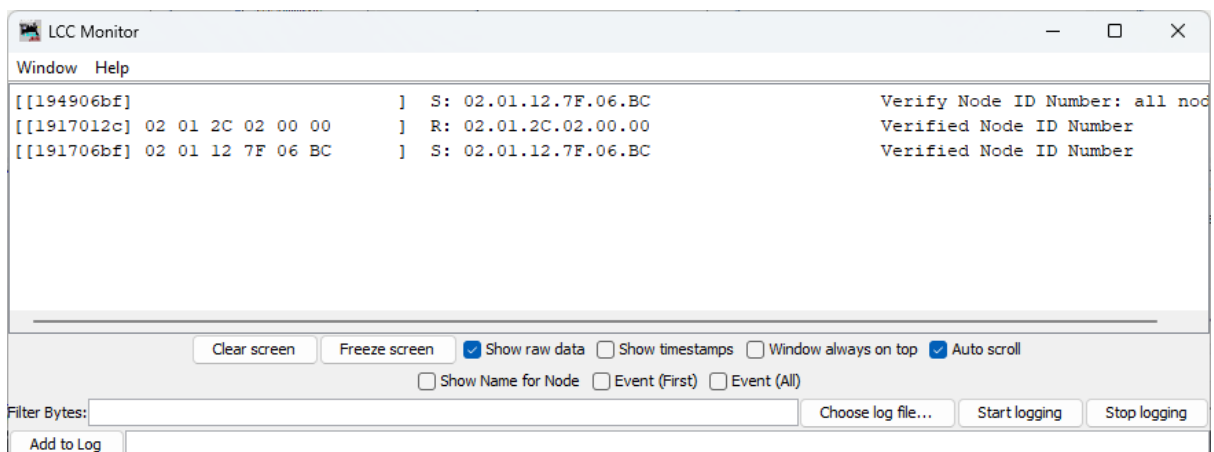 LCC Monitor
Window Help
[[194906bf] ] S: 02.01.12.7F.06.BC Verify Node ID Number: all nod
[[1917012c] 02 01 2C 02 00 00 ] R: 02.01.2C.02.00.00 Verified Node ID Number
[[191706bf] 02 01 12 7F 06 BC ] S: 02.01.12.7F.06.BC Verified Node ID Number
Clear screen Freeze screen Show raw data Show timestamps Window always on top Auto scroll
Show Name for Node Event (First) Event (All)
Filter Bytes: Choose log file... Start logging Stop logging
Add to Log